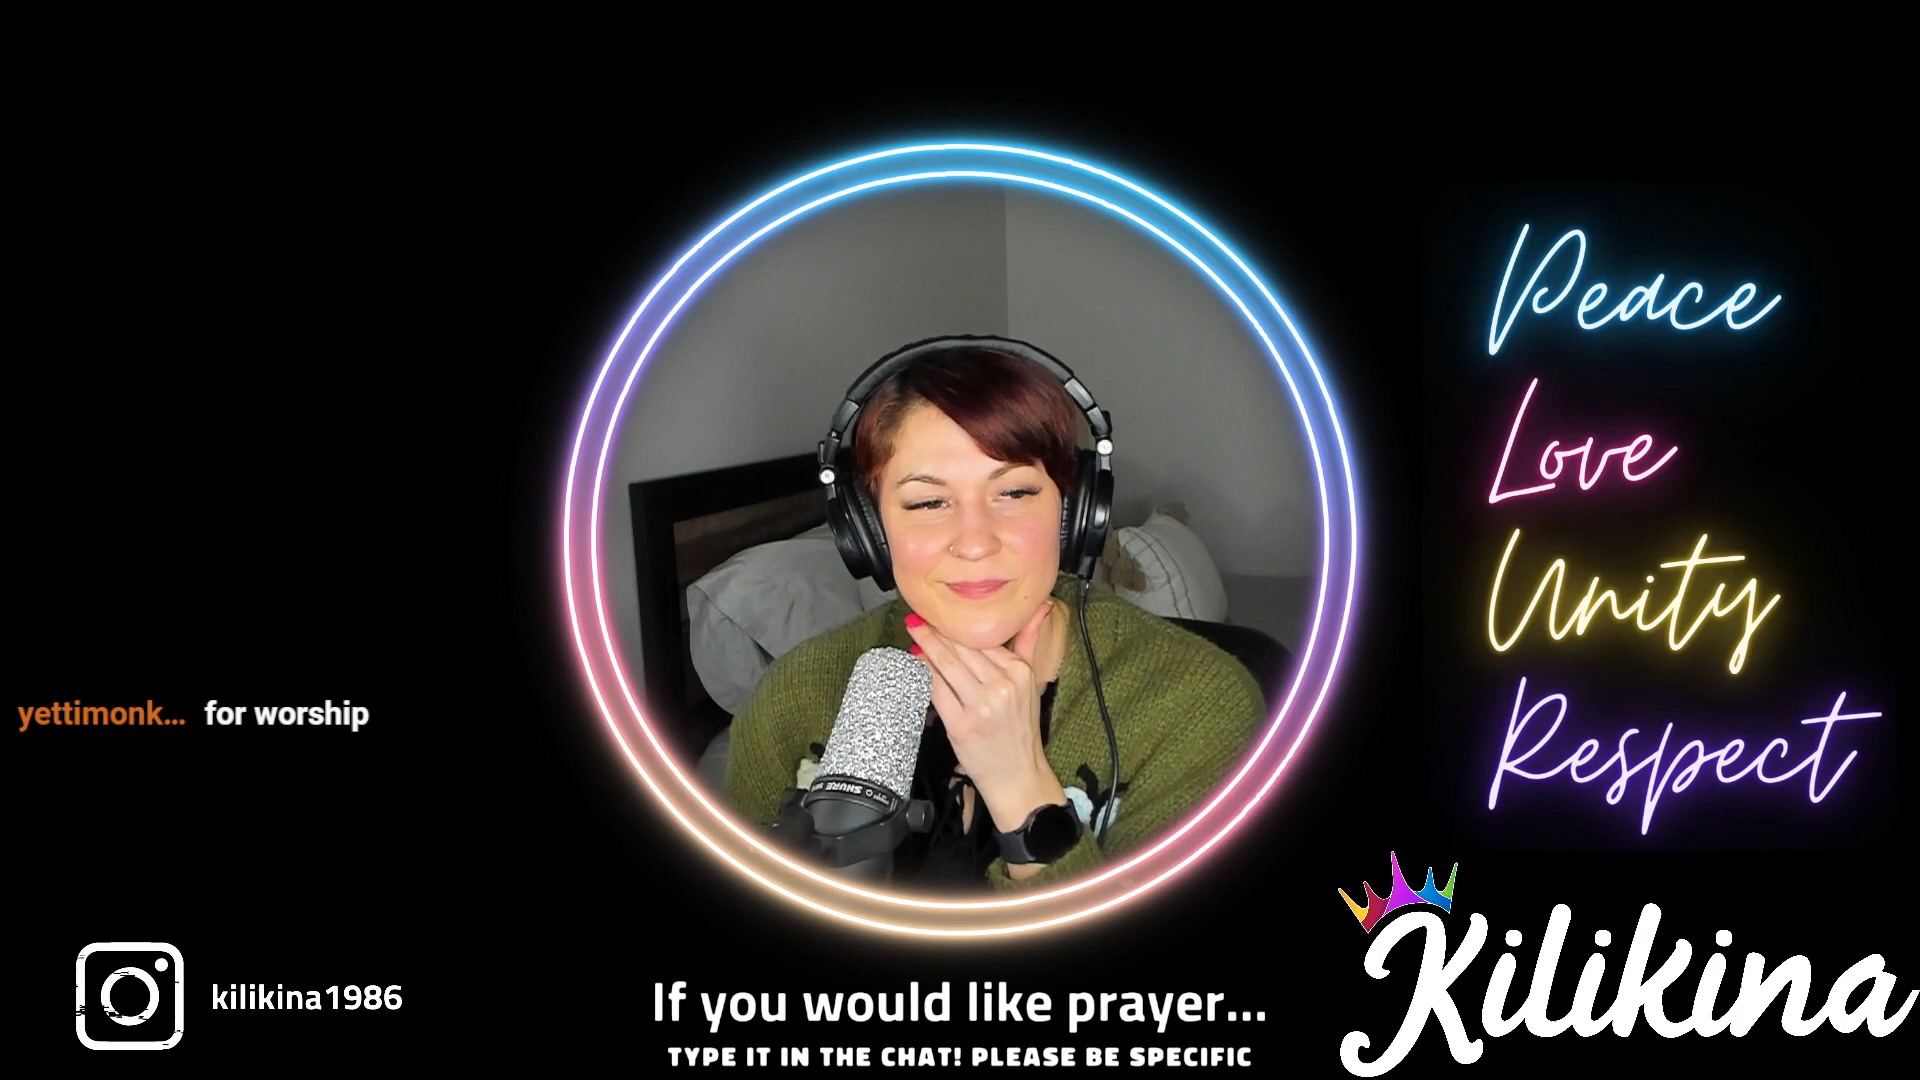 Peace
Love
Unity
Respect
yettimonk... for worship
kilikina1986
If you would like prayer...
TYPE IT IN THE CHAT! PLEASE BE SPECIFIC
Kilikina
SHURE